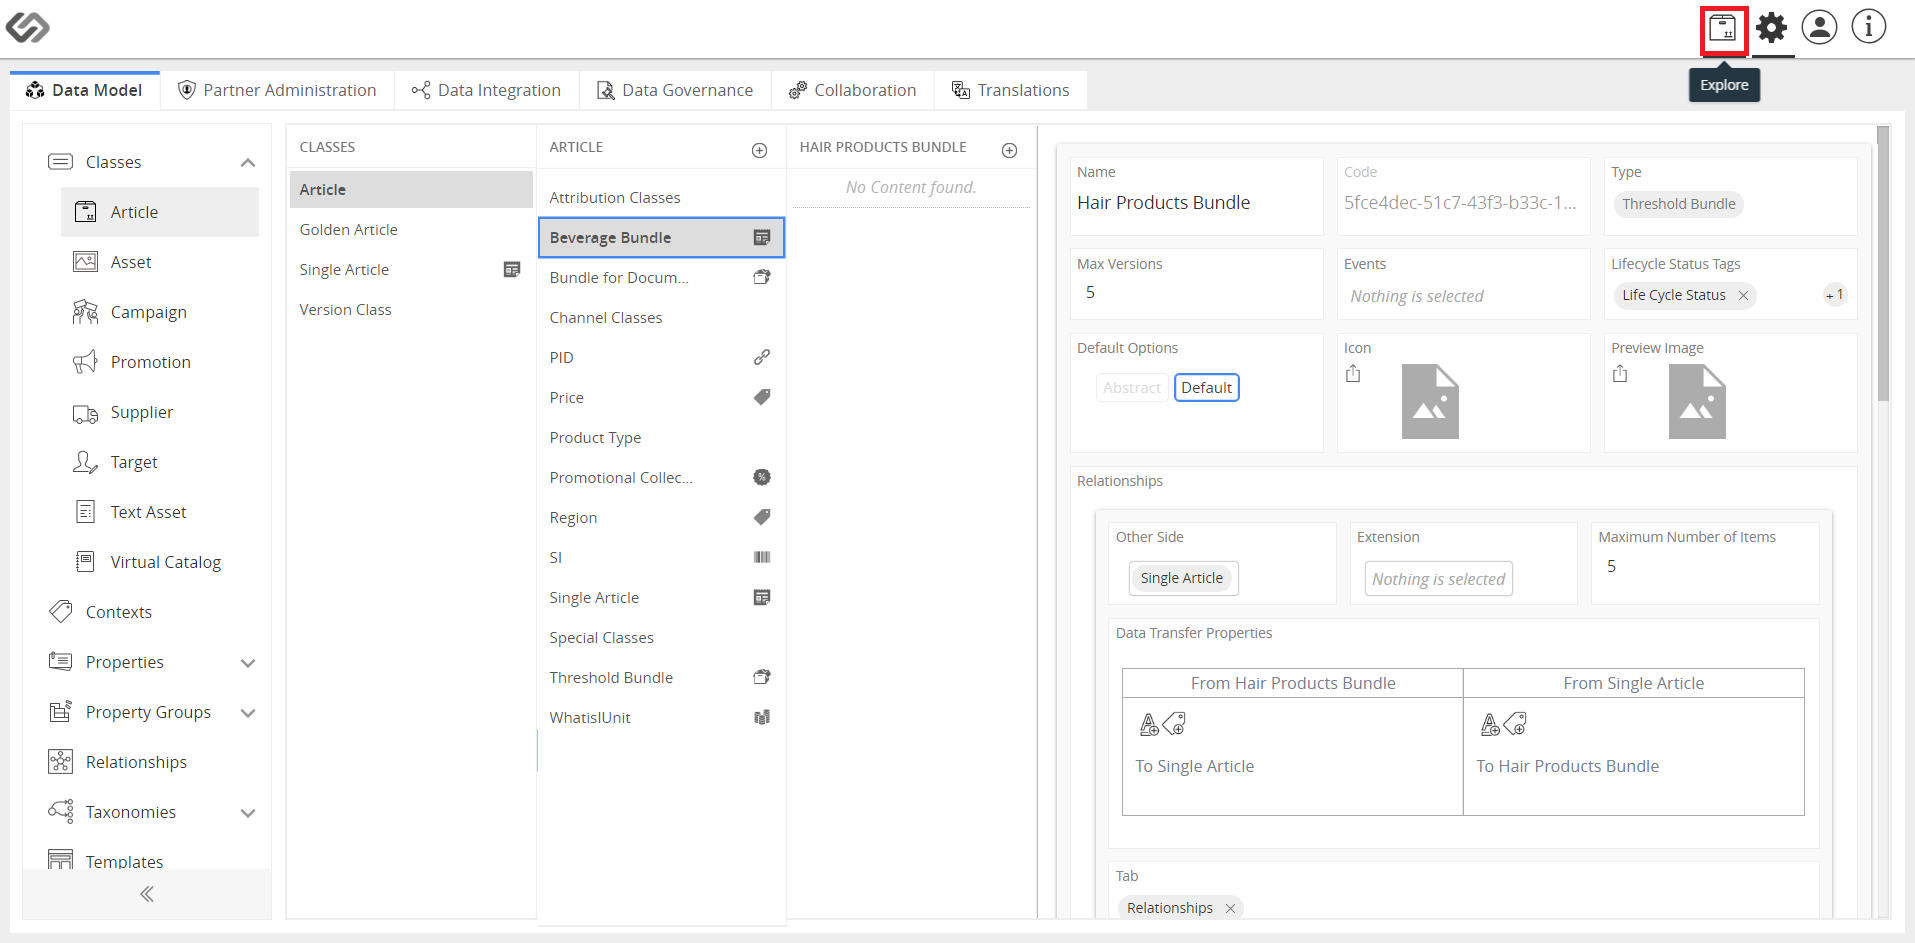 Explore
Data Model
Partner Administration
Data Integration
Data Governance
Collaboration
Translations
Classes
Article
Asset
Campaign
Promotion
Supplier
Target
Text Asset
Virtual Catalog
Contexts
Properties
Property Groups
Relationships
Taxonomies
Templates
CLASSES
Article
Golden Article
Single Article
Version Class
ARTICLE
Attribution Classes
Beverage Bundle
Bundle for Docum...
Channel Classes
PID
Price
Product Type
Promotional Collec...
Region
SI
Single Article
Special Classes
Threshold Bundle
WhatisIUnit
HAIR PRODUCTS BUNDLE
No Content found.
Name
Hair Products Bundle
Code
5fce4dec-51c7-43f3-b33c-1...
Type
Threshold Bundle
Max Versions
5
Events
Nothing is selected
Lifecycle Status Tags
Life Cycle Status
+ 1
Default Options
Abstract
Default
Icon
Preview Image
Relationships
Other Side
Single Article
Extension
Nothing is selected
Maximum Number of Items
5
Data Transfer Properties
From Hair Products Bundle
From Single Article
To Single Article
To Hair Products Bundle
Tab
Relationships